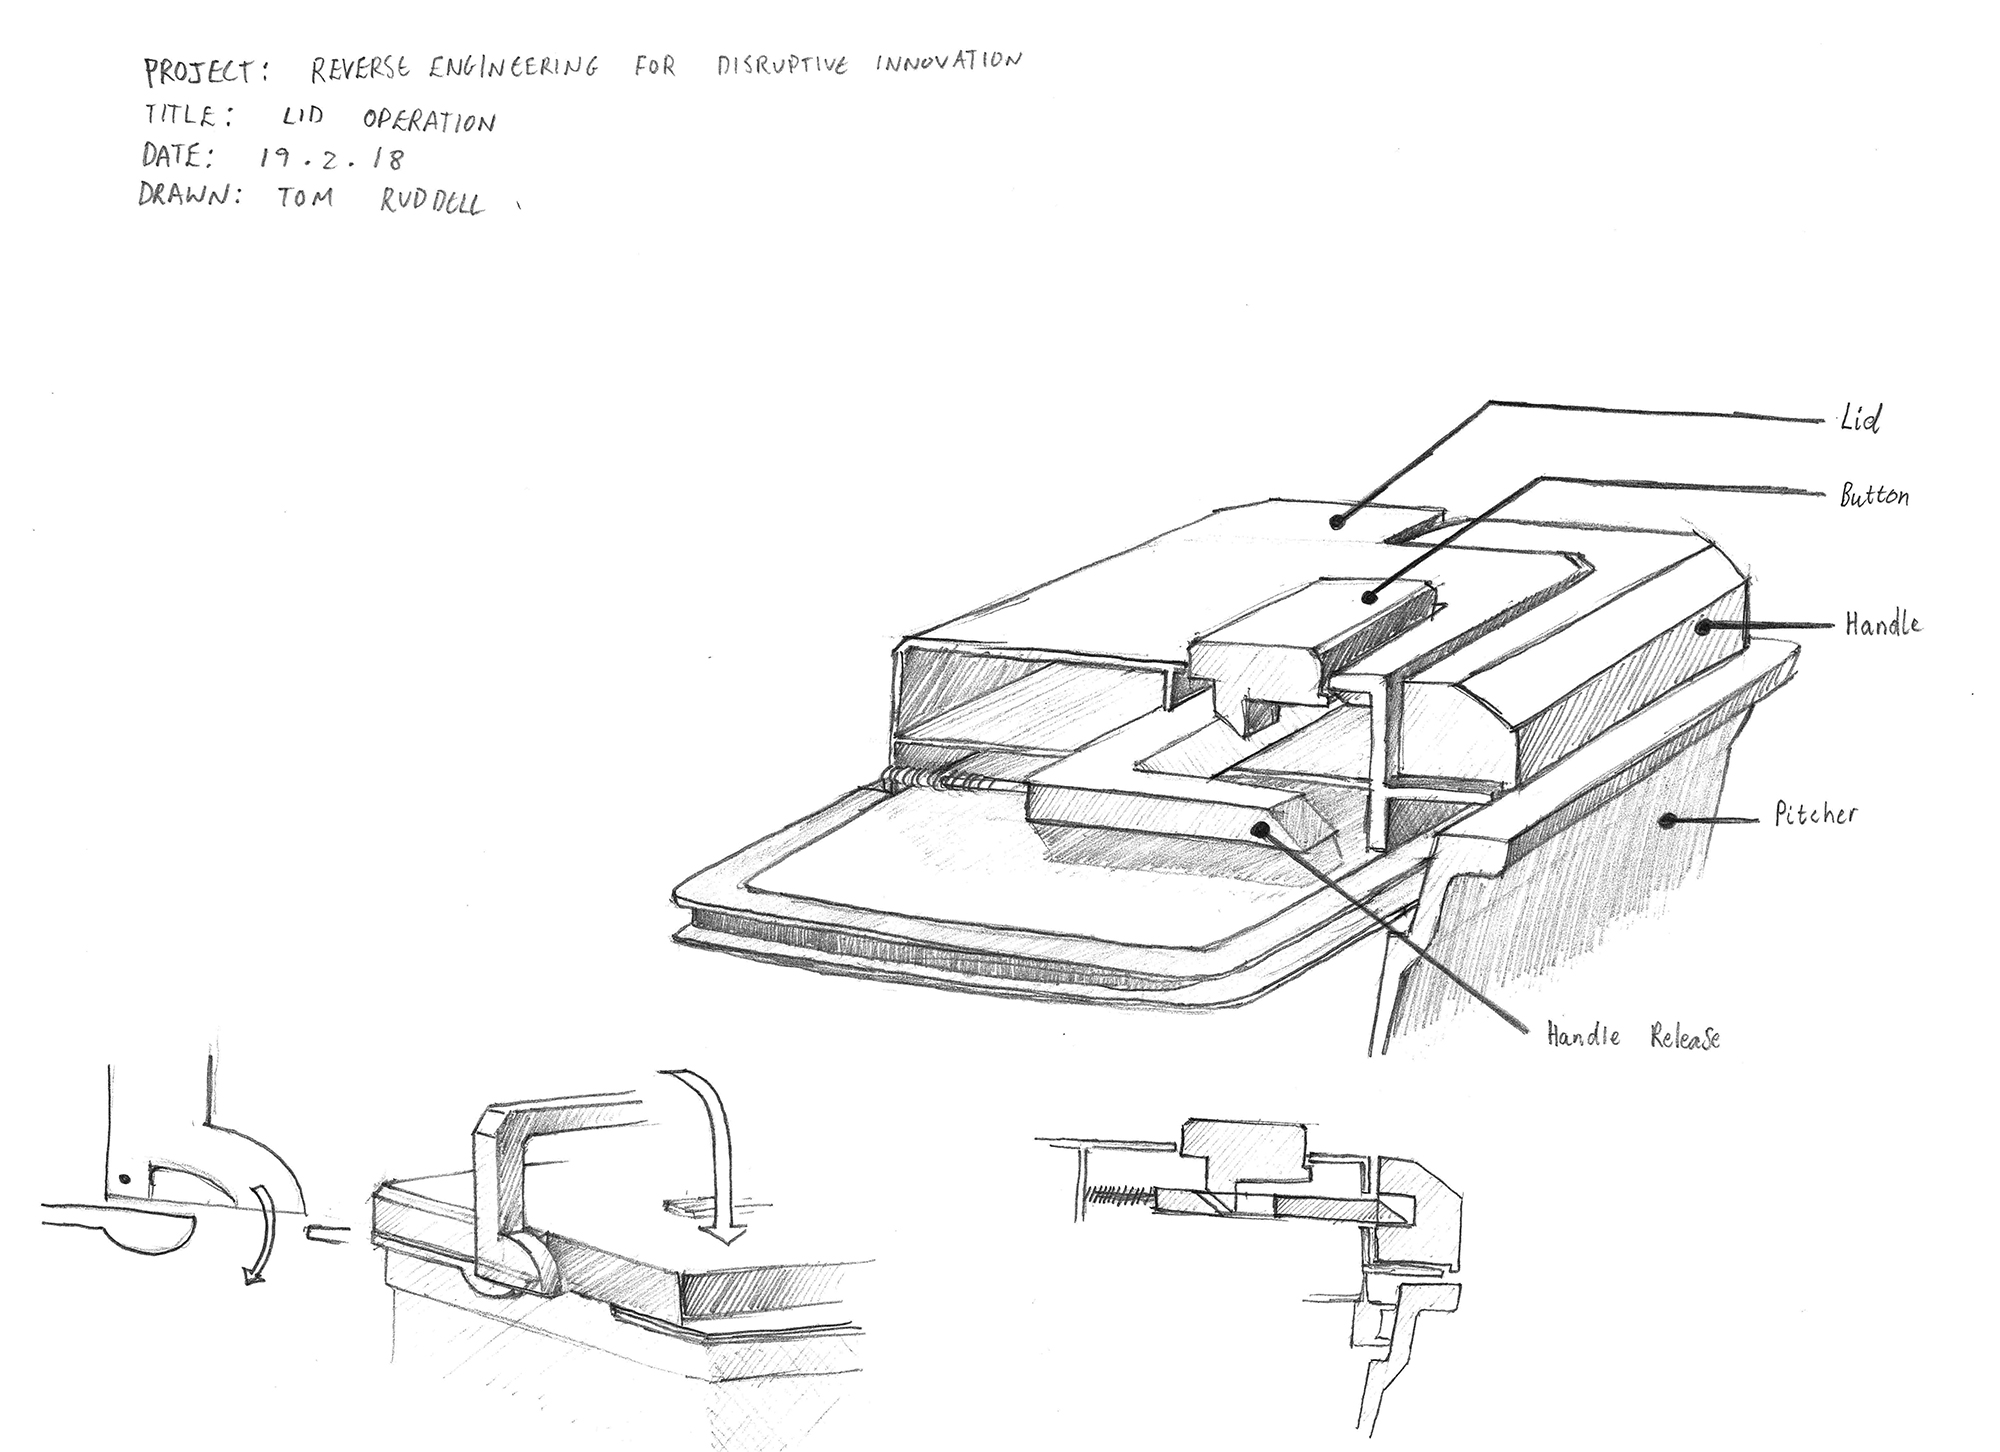 PROJECT: REVERSE ENGINEERING FOR DISRUPTIVE INNOVATION
TITLE: LID OPERATION
DATE: 19.2.18
DRAWN: TOM RUDDELL
Lid
Button
Handle
Pitcher
Handle Release